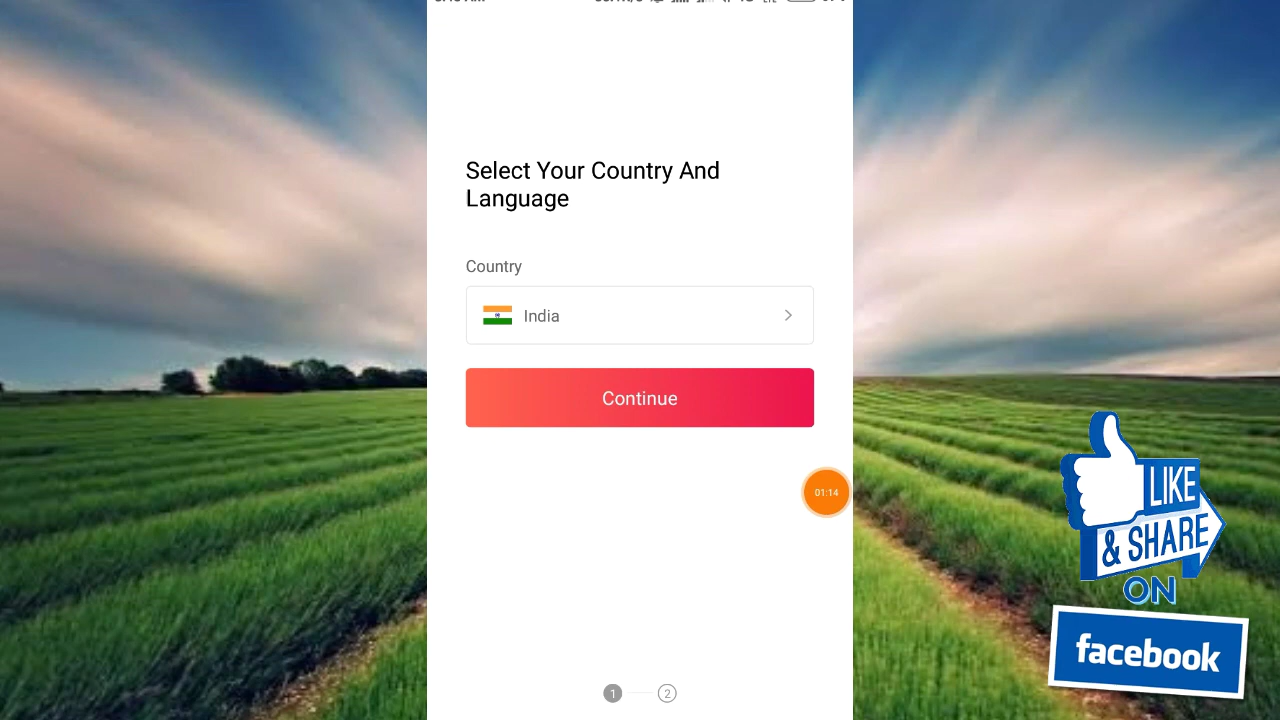 Select Your Country And
Language
Country
India
Continue
01:14
LIKE
& SHARE
ON
facebook
1
2